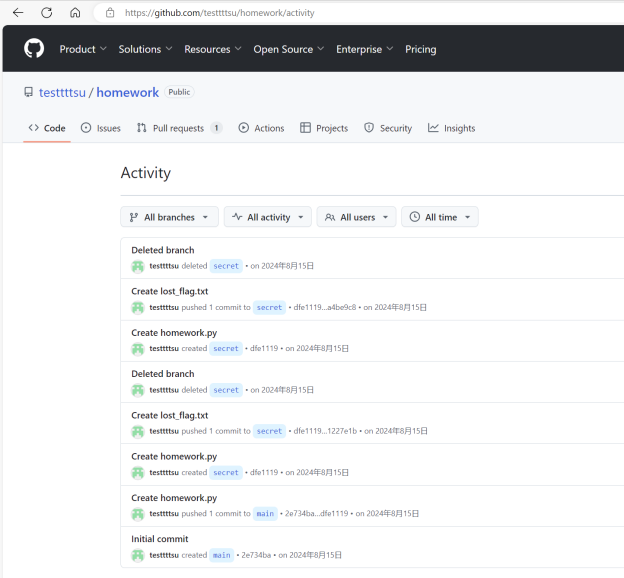 https://github.com/testtttsu/homework/activity
Product Solutions Resources Open Source Enterprise Pricing
testtttsu / homework Public
Code Issues Pull requests 1 Actions Projects Security Insights
Activity
All branches All activity All users All time
Deleted branch
testtttsu deleted secret • on 2024年8月15日
Create lost_flag.txt
testtttsu pushed 1 commit to secret • dfe1119...a4be9c8 • on 2024年8月15日
Create homework.py
testtttsu created secret • dfe1119 • on 2024年8月15日
Deleted branch
testtttsu deleted secret • on 2024年8月15日
Create lost_flag.txt
testtttsu pushed 1 commit to secret • dfe1119...1227e1b • on 2024年8月15日
Create homework.py
testtttsu created secret • dfe1119 • on 2024年8月15日
Create homework.py
testtttsu pushed 1 commit to main • 2e734ba...dfe1119 • on 2024年8月15日
Initial commit
testtttsu created main • 2e734ba • on 2024年8月15日